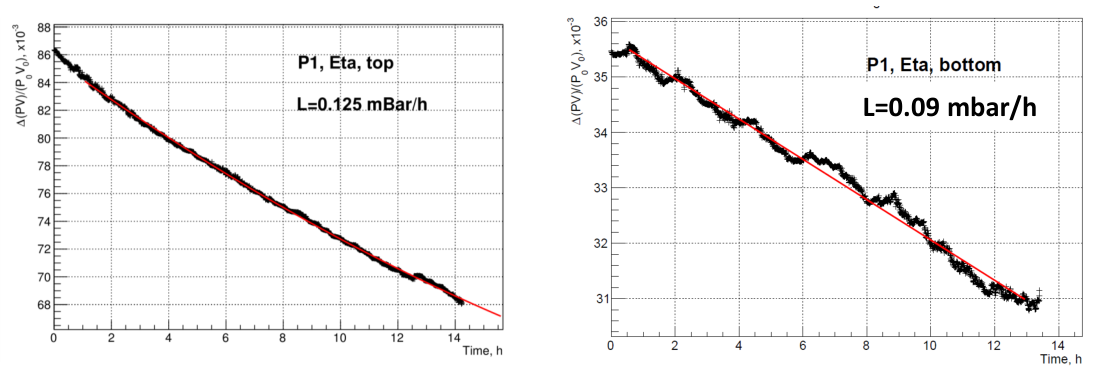 Δ(PV)/(P₀V₀), x10⁻³
88
86
84
82
80
78
76
74
72
70
68
P1, Eta, top
L=0.125 mBar/h
0 2 4 6 8 10 12 14
Time, h
Δ(PV)/(P₀V₀), x10⁻³
36
35
34
33
32
31
P1, Eta, bottom
L=0.09 mbar/h
0 2 4 6 8 10 12 14
Time, h